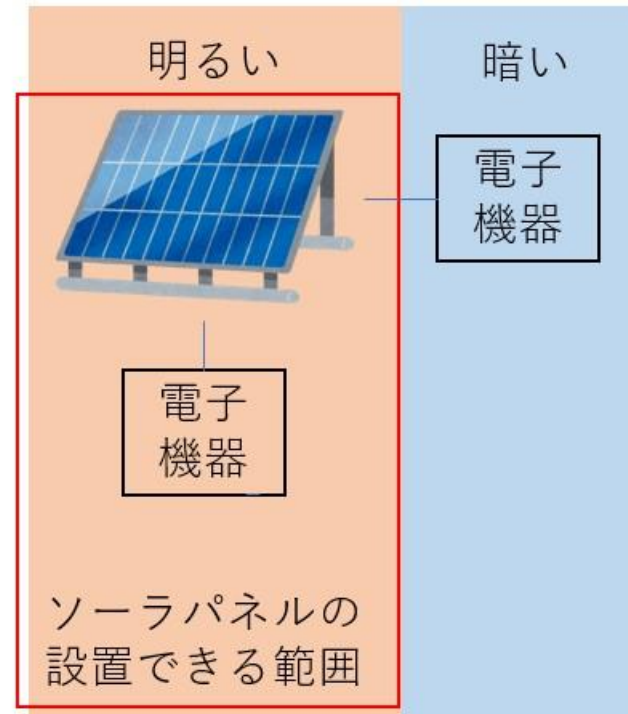 明るい
暗い
電子
機器
電子
機器
ソーラパネルの
設置できる範囲